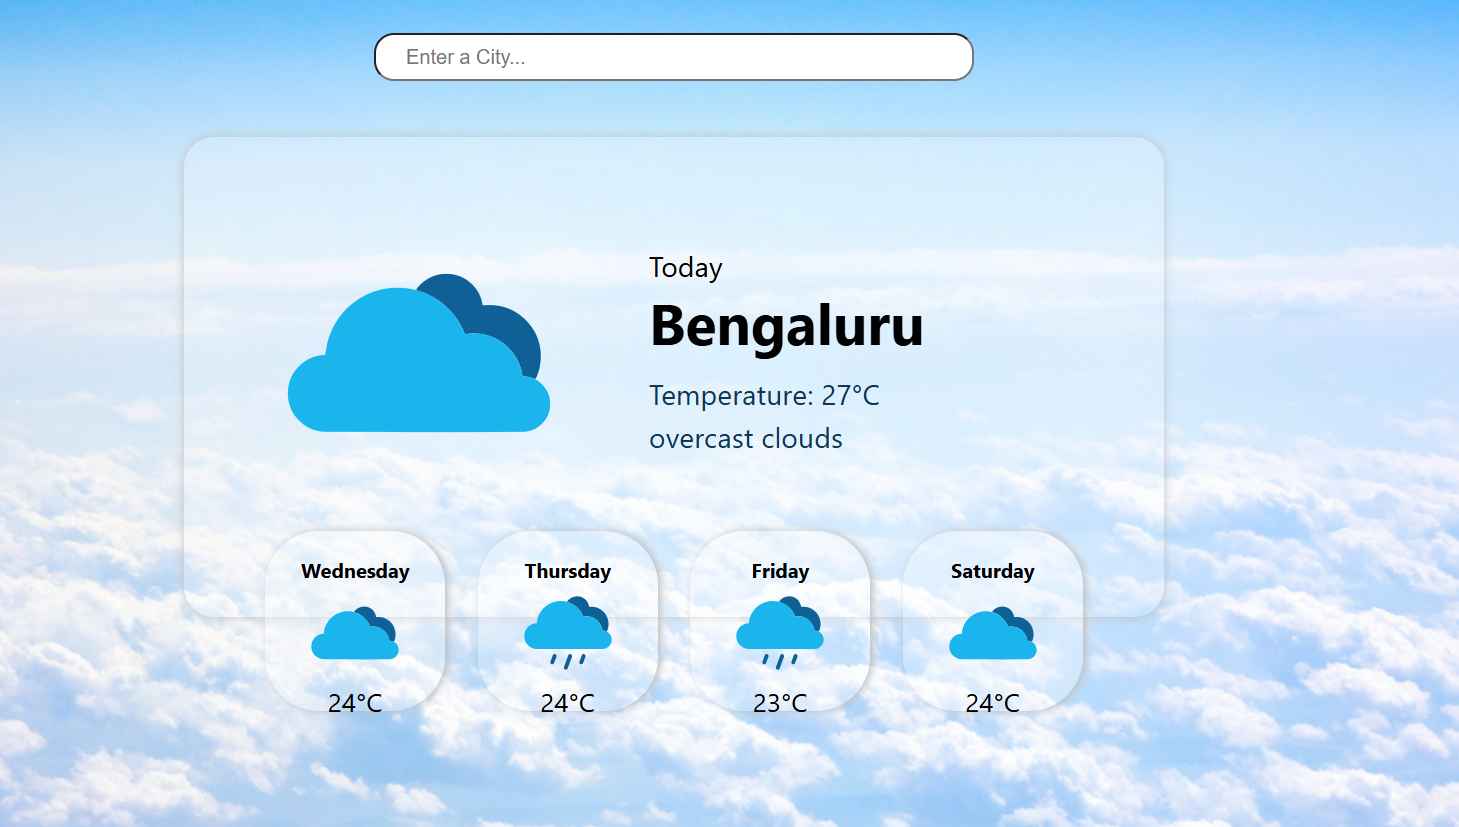 Enter a City...
Today
Bengaluru
Temperature: 27°C
overcast clouds
Wednesday
24°C
Thursday
24°C
Friday
23°C
Saturday
24°C